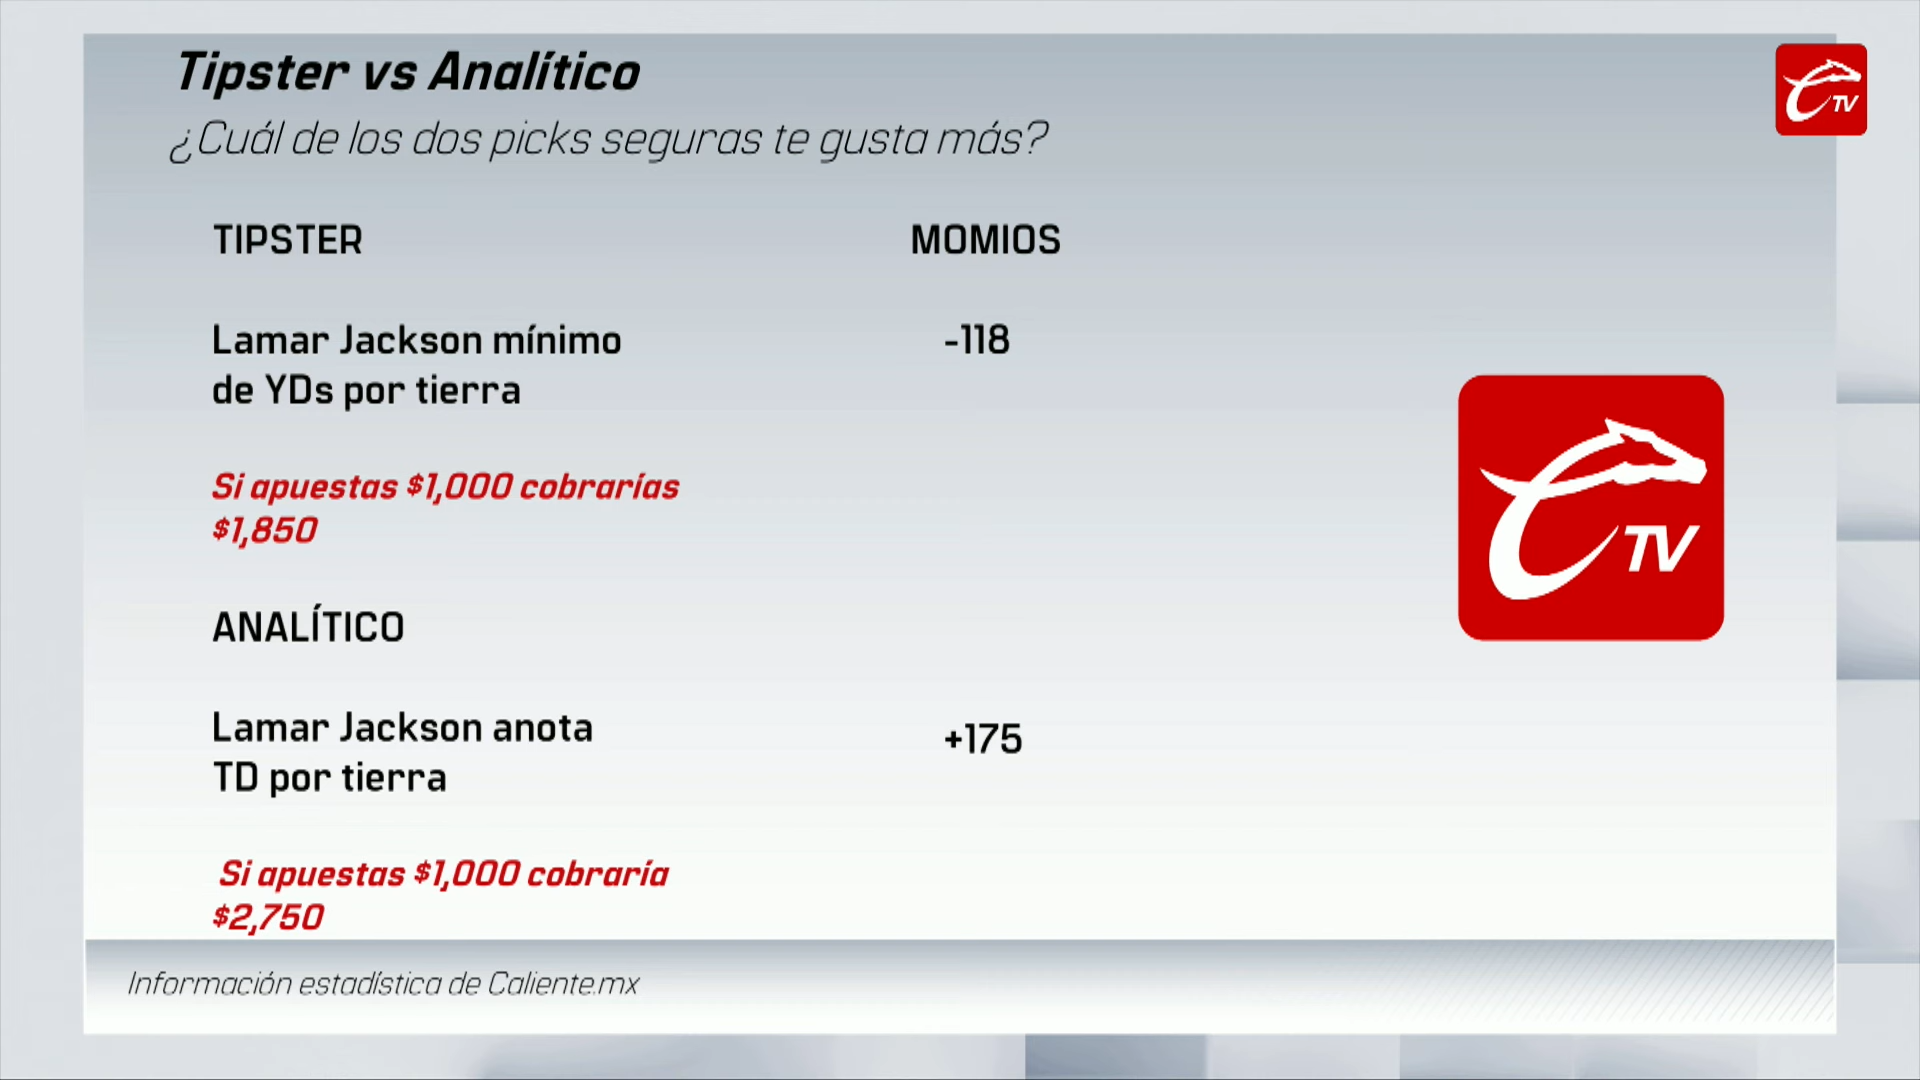 Tipster vs Analítico
TV
¿Cuál de los dos picks seguras te gusta más?
TIPSTER
MOMIOS
Lamar Jackson mínimo
-118
de YDs por tierra
Si apuestas $1,000 cobrarías
$1,850
TV
ANALÍTICO
Lamar Jackson anota
+175
TD por tierra
Si apuestas $1,000 cobraría
$2,750
Información estadística de Caliente.mx